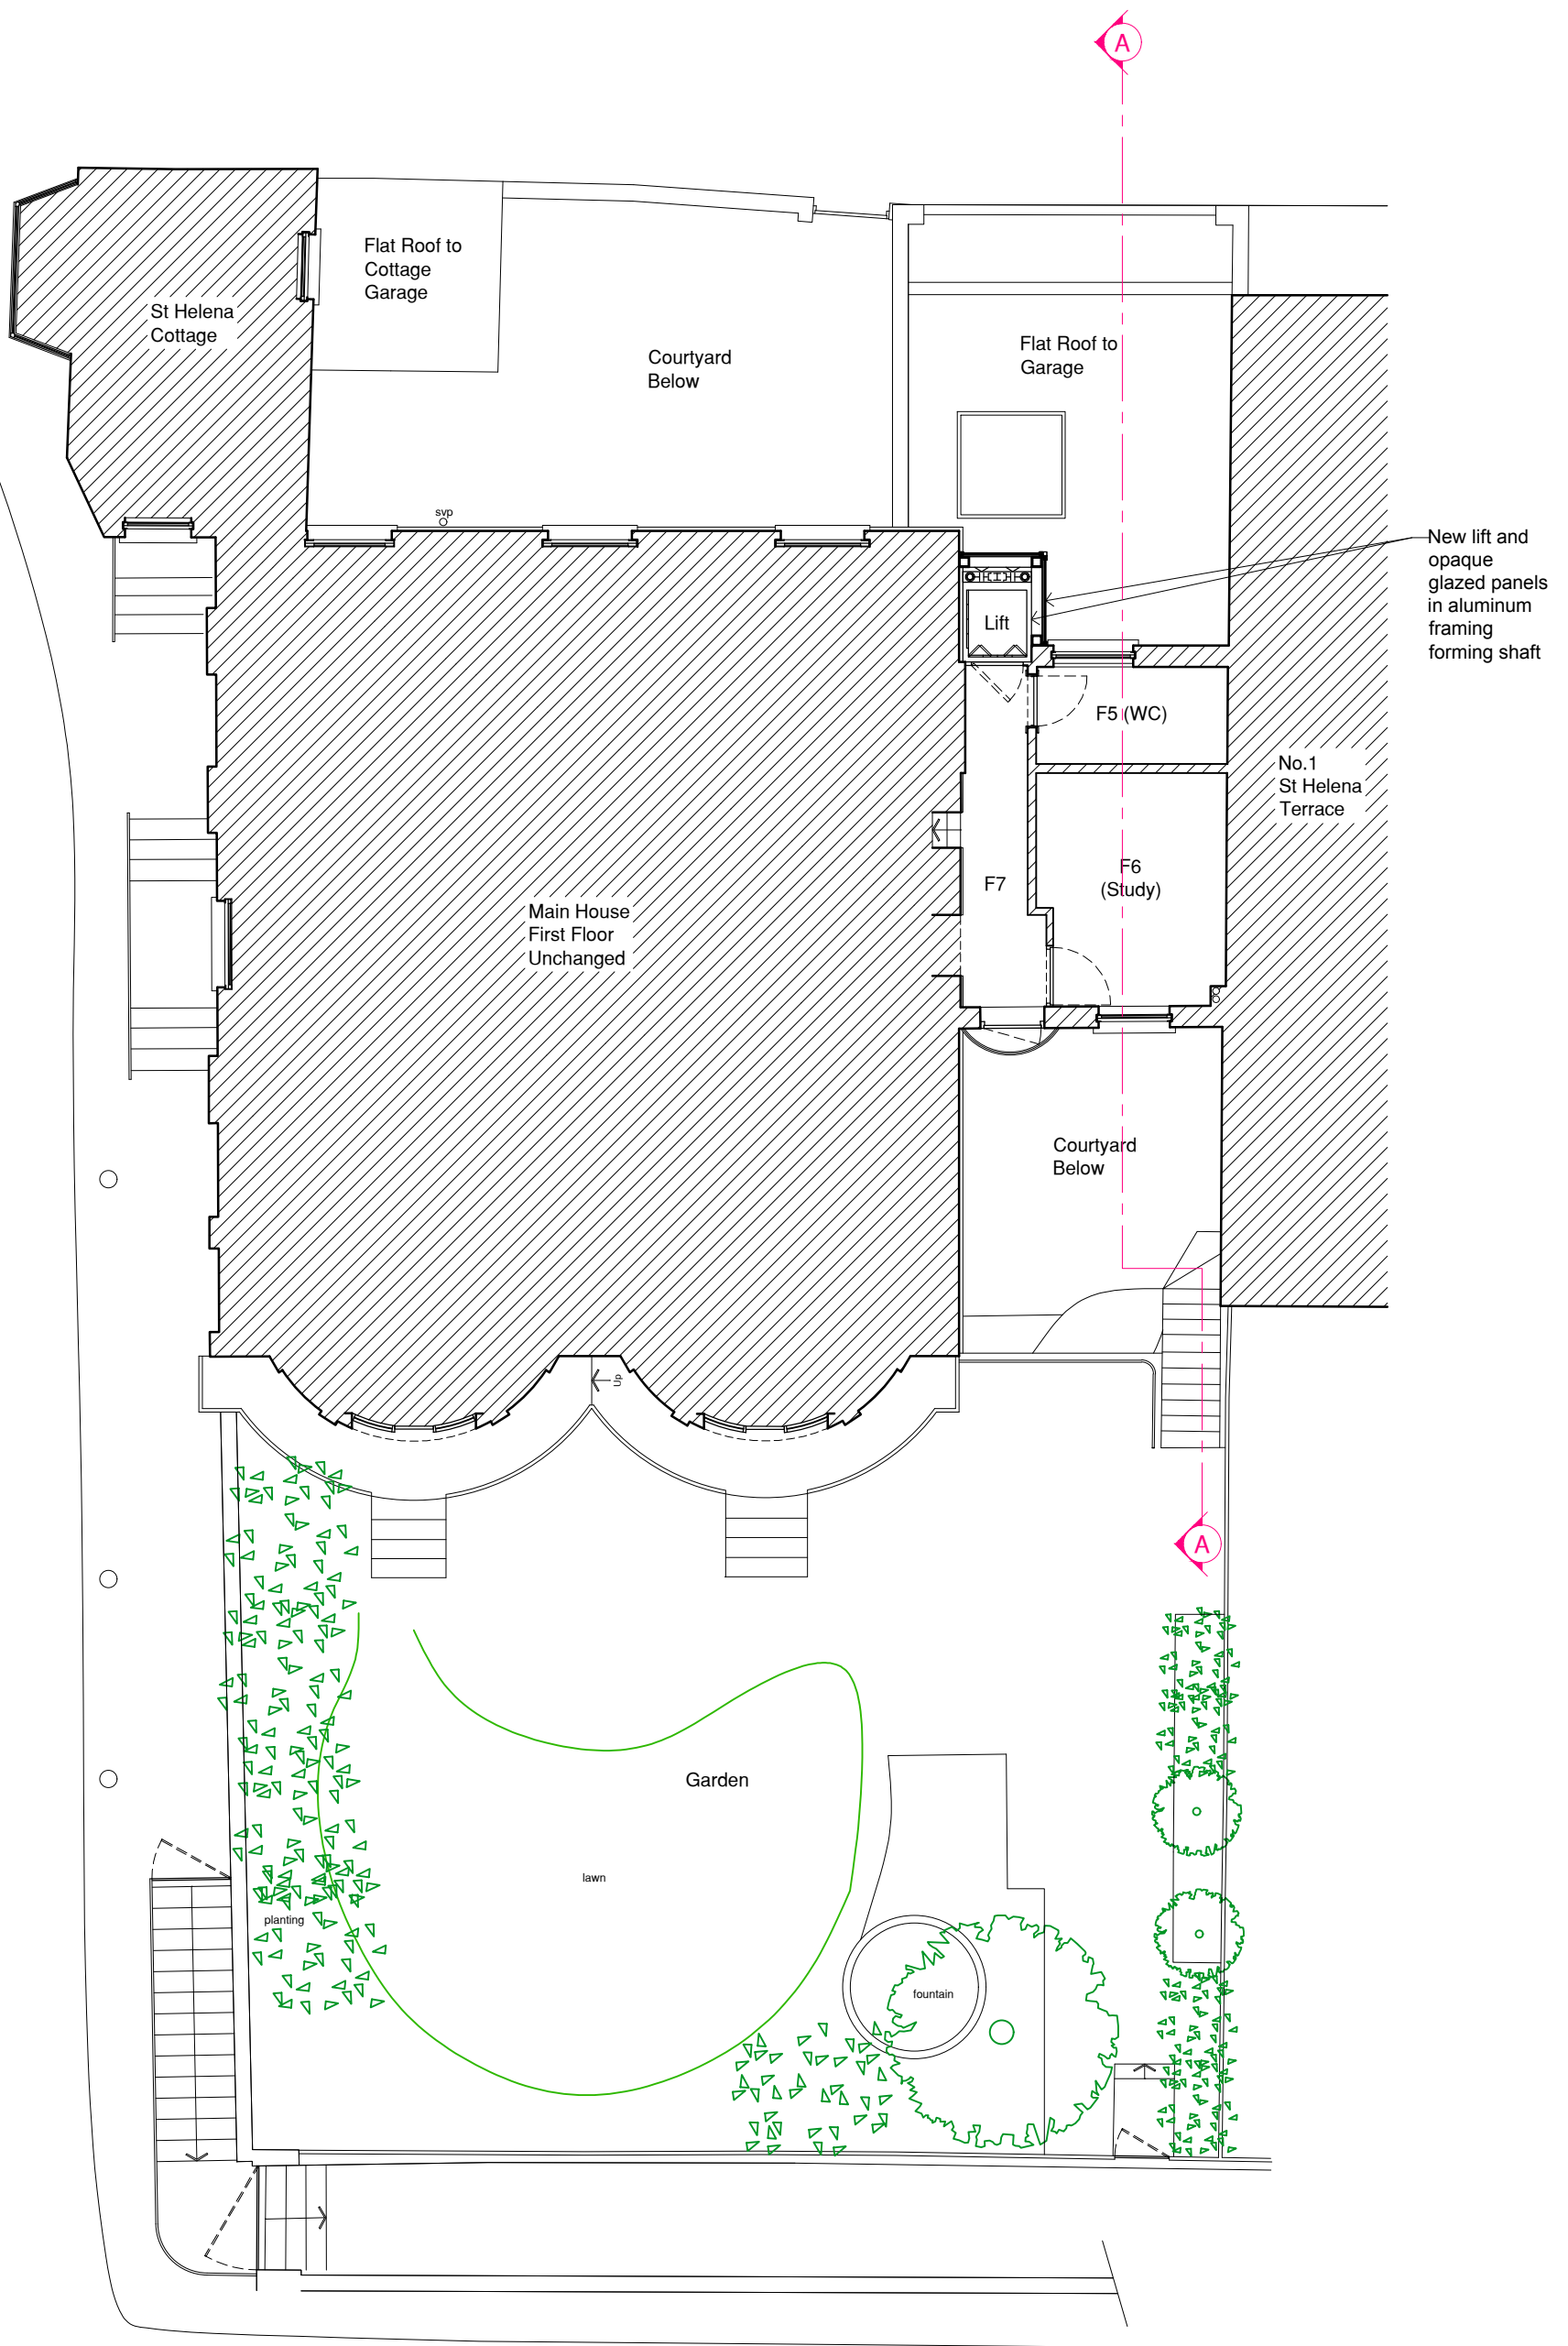 A
Flat Roof to
Cottage
Garage
St Helena
Cottage
Courtyard
Below
Flat Roof to
Garage
svp
New lift and
opaque
glazed panels
in aluminum
framing
forming shaft
Lift
F5 (WC)
No.1
St Helena
Terrace
F6
(Study)
F7
Main House
First Floor
Unchanged
Courtyard
Below
Up
A
Garden
lawn
planting
fountain